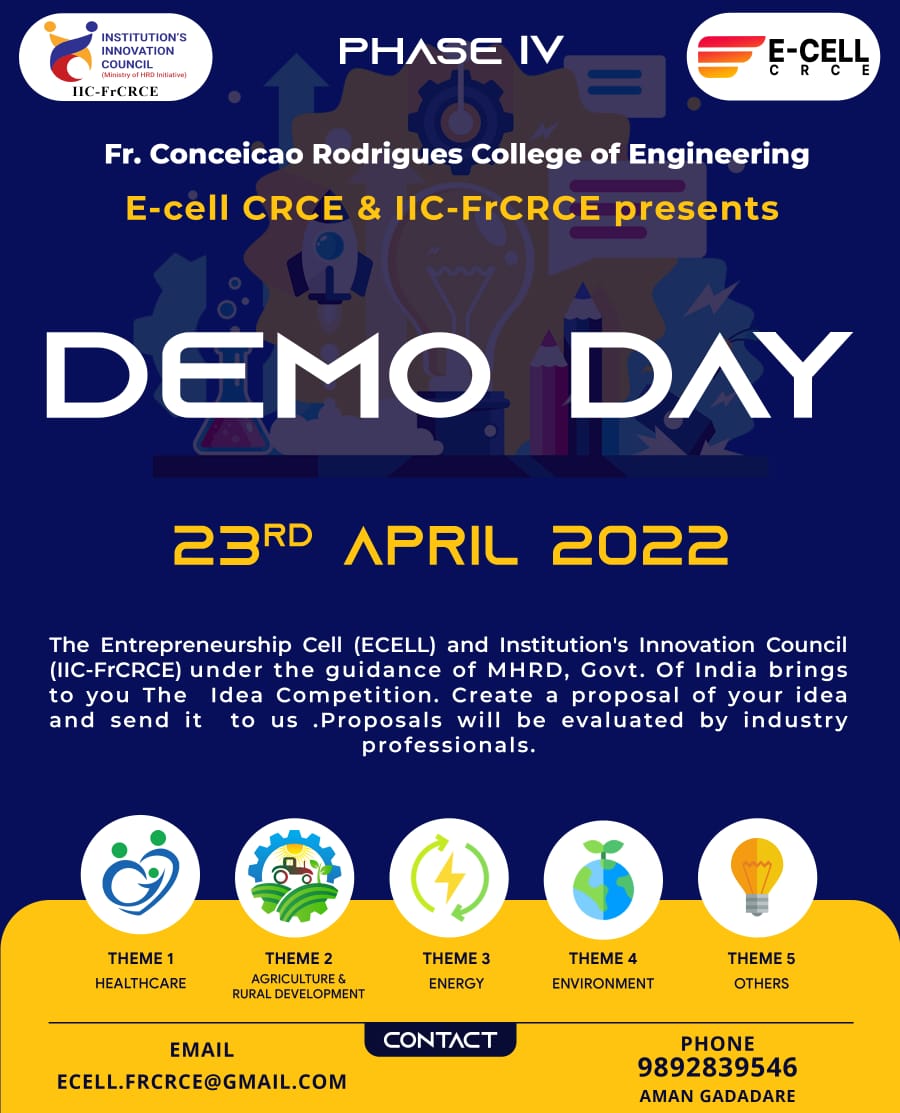 INSTITUTION'S
INNOVATION
COUNCIL
(Ministry of HRD Initiative)
IIC-FrCRCE
PHASE IV
E-CELL
CRCE
Fr. Conceicao Rodrigues College of Engineering
E-cell CRCE & IIC-FrCRCE presents
DEMO DAY
23RD APRIL 2022
The Entrepreneurship Cell (ECELL) and Institution's Innovation Council
(IIC-FrCRCE) under the guidance of MHRD, Govt. Of India brings
to you The Idea Competition. Create a proposal of your idea
and send it to us .Proposals will be evaluated by industry
professionals.
THEME 1
HEALTHCARE
THEME 2
AGRICULTURE &
RURAL DEVELOPMENT
THEME 3
ENERGY
THEME 4
ENVIRONMENT
THEME 5
OTHERS
CONTACT
EMAIL
ECELL.FRCRCE@GMAIL.COM
PHONE
9892839546
AMAN GADADARE